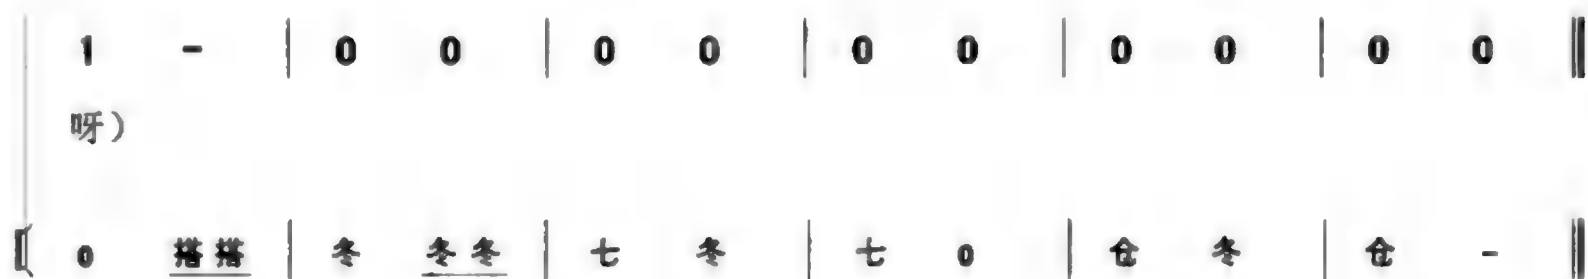 1 - | 0 0 | 0 0 | 0 0 | 0 0 | 0 0 ‖
呀）
【 0 搭搭 | 冬 冬冬 | 七 冬 | 七 0 | 仓 冬 | 仓 - ‖